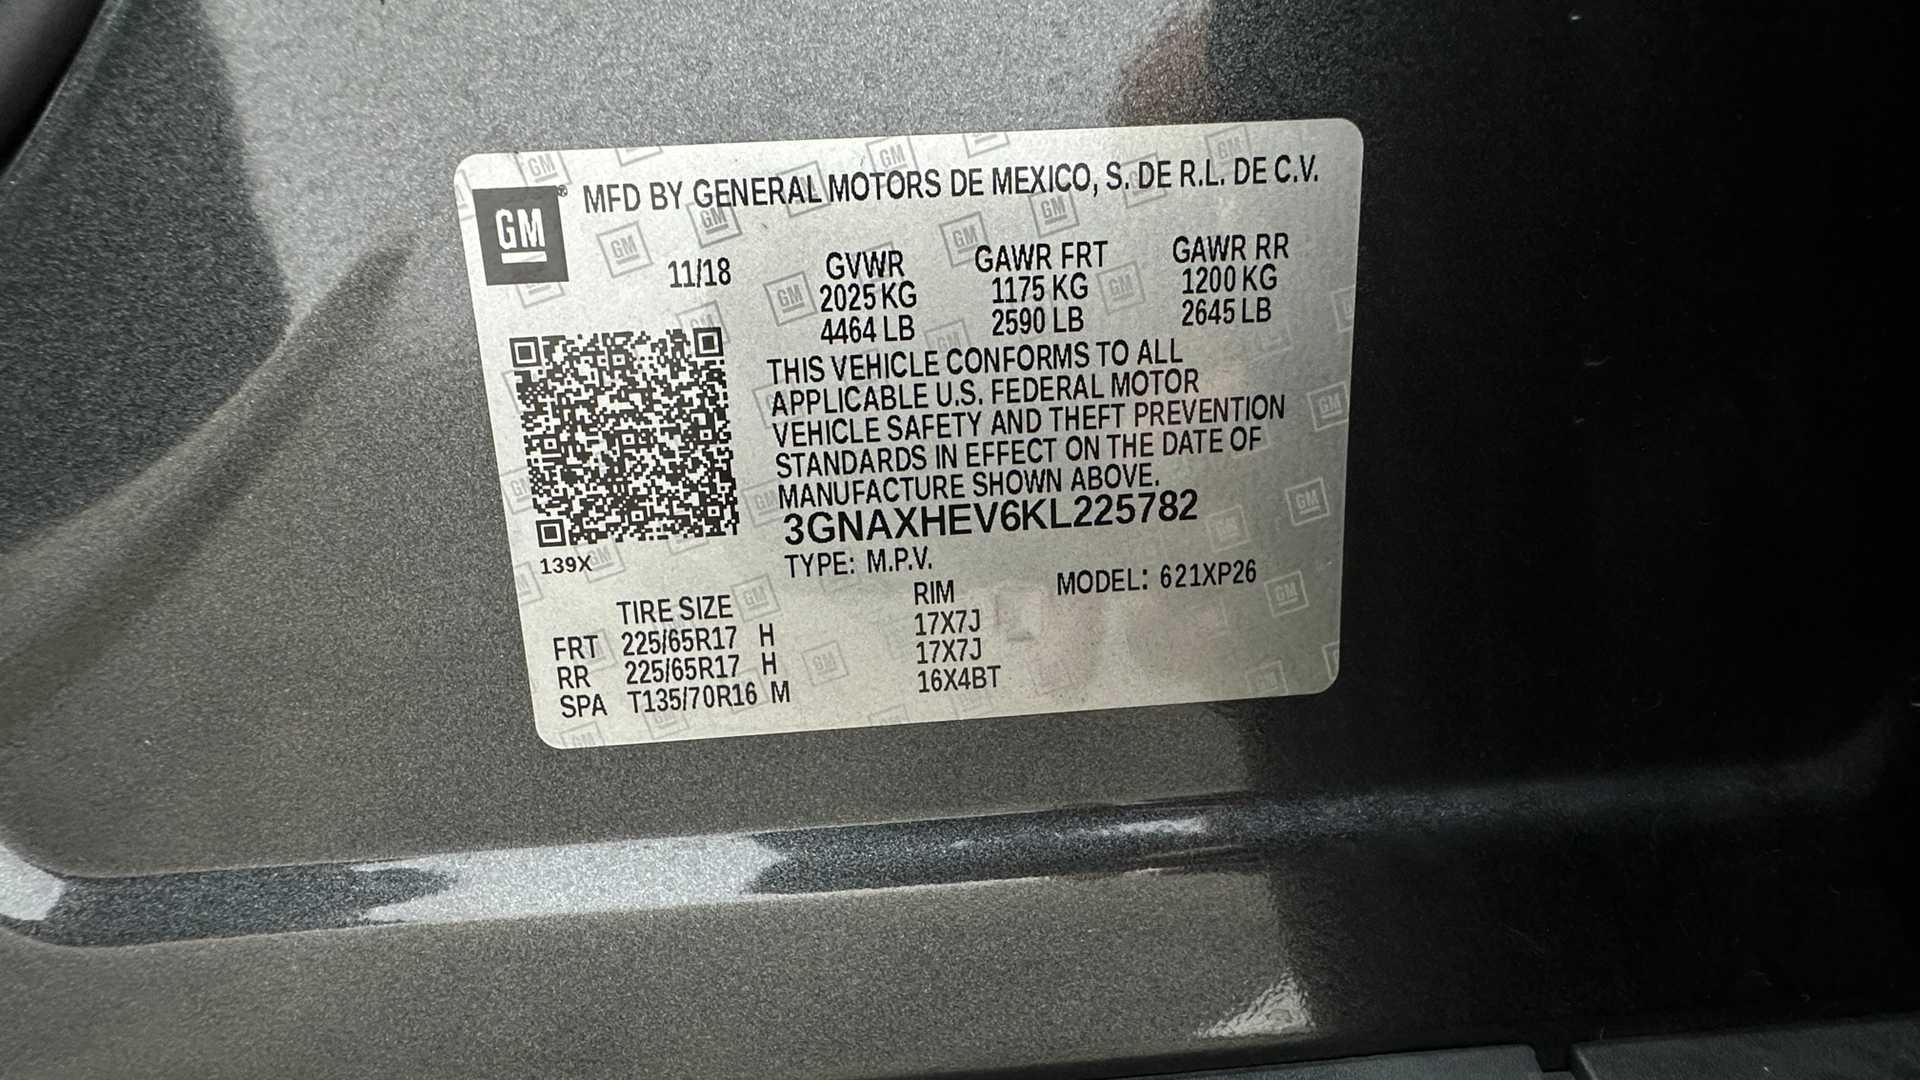 GM® MFD BY GENERAL MOTORS DE MEXICO, S. DE R.L. DE C.V.
11/18 GVWR GAWR FRT GAWR RR
2025 KG 1175 KG 1200 KG
4464 LB 2590 LB 2645 LB
THIS VEHICLE CONFORMS TO ALL
APPLICABLE U.S. FEDERAL MOTOR
VEHICLE SAFETY AND THEFT PREVENTION
STANDARDS IN EFFECT ON THE DATE OF
MANUFACTURE SHOWN ABOVE.
3GNAXHEV6KL225782
139X TYPE: M.P.V. MODEL: 621XP26
TIRE SIZE RIM
FRT 225/65R17 H 17X7J
RR 225/65R17 H 17X7J
SPA T135/70R16 M 16X4BT